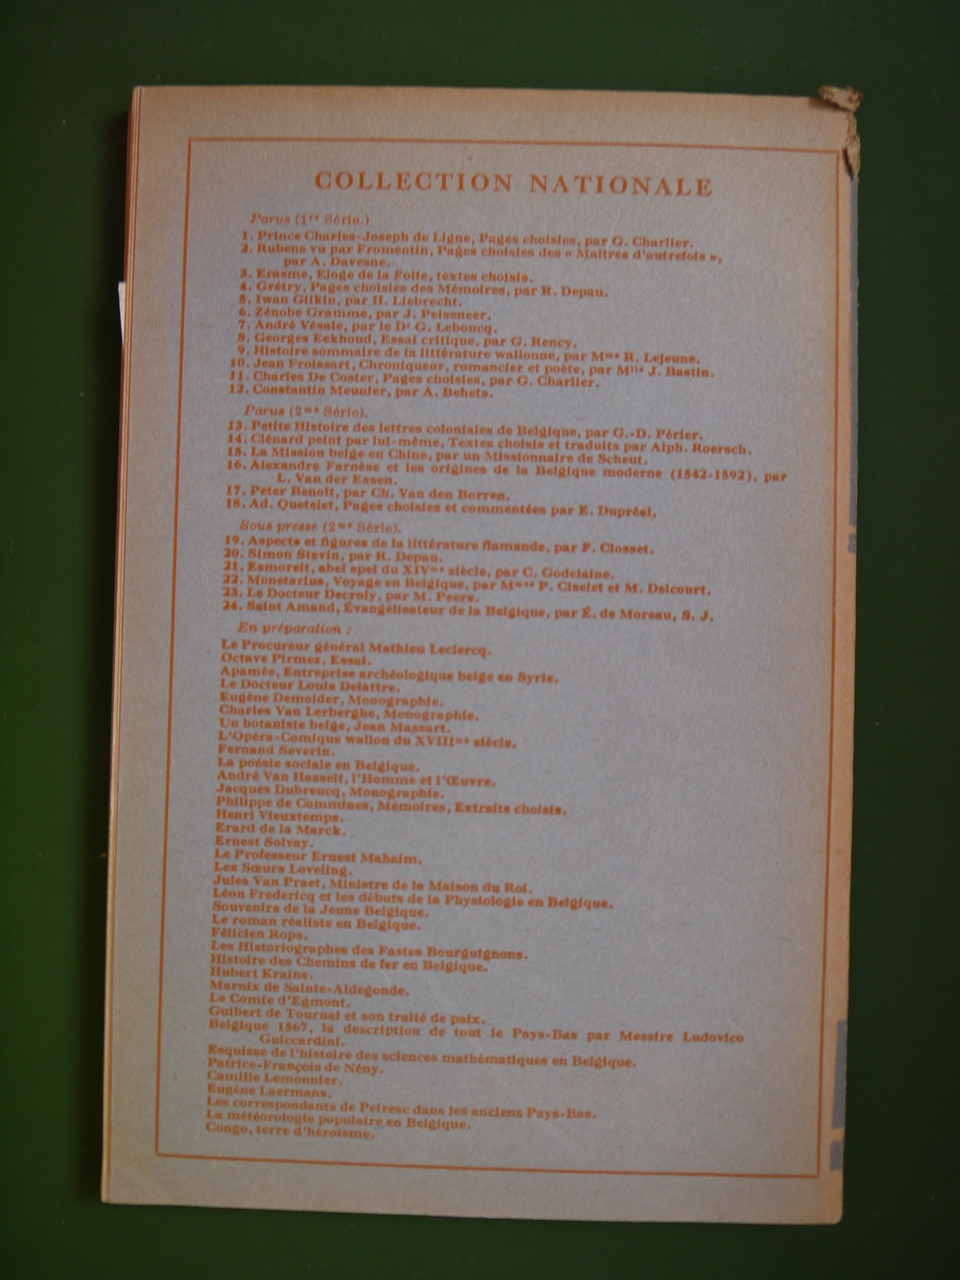 COLLECTION NATIONALE
Parus (1re Série.)
1. Prince Charles-Joseph de Ligne, Pages choisies, par G. Charlier.
2. Rubens vu par Fromentin, Pages choisies des « Maîtres d'autrefois »,
par A. Davesne.
3. Erasme, Eloge de la Folie, textes choisis.
4. Grétry, Pages choisies des Mémoires, par R. Depau.
5. Iwan Gilkin, par H. Liebrecht.
6. Zénobe Gramme, par J. Pelseneer.
7. André Vésale, par le Dr G. Leboucq.
8. Georges Eekhoud, Essai critique, par G. Rency.
9. Histoire sommaire de la littérature wallonne, par Mme R. Lejeune.
10. Jean Froissart, Chroniqueur, romancier et poète, par Mlle J. Bastin.
11. Charles De Coster, Pages choisies, par G. Charlier.
12. Constantin Meunier, par A. Behets.
Parus (2me Série).
13. Petite Histoire des lettres coloniales de Belgique, par G.-D. Périer.
14. Clénard peint par lui-même, Textes choisis et traduits par Alph. Roersch.
15. La Mission belge en Chine, par un Missionnaire de Scheut.
16. Alexandre Farnèse et les origines de la Belgique moderne (1542-1592), par
L. Van der Essen.
17. Peter Benoît, par Ch. Van den Borren.
18. Ad. Quetelet, Pages choisies et commentées par E. Dupréel.
Sous presse (2me Série).
19. Aspects et figures de la littérature flamande, par F. Closset.
20. Simon Stevin, par R. Depau.
21. Esmoreit, abel spel du XIVme siècle, par C. Godelaine.
22. Monetarius, Voyage en Belgique, par Mmes P. Ciselet et M. Delcourt.
23. Le Docteur Decroly, par M. Peers.
24. Saint Amand, Évangélisateur de la Belgique, par É. de Moreau, S. J.
En préparation :
Le Procureur général Mathieu Leclercq.
Octave Pirmez, Essai.
Apamée, Entreprise archéologique belge en Syrie.
Le Docteur Louis Delattre.
Eugène Demolder, Monographie.
Charles Van Lerberghe, Monographie.
Un botaniste belge, Jean Massart.
L'Opéra-Comique wallon du XVIIIme siècle.
Fernand Severin.
La poésie sociale en Belgique.
André Van Hasselt, l'Homme et l'Œuvre.
Jacques Dubreucq, Monographie.
Philippe de Commines, Mémoires, Extraits choisis.
Henri Vieuxtemps.
Erard de la Marck.
Ernest Solvay.
Le Professeur Ernest Mahaim.
Les Sœurs Loveling.
Jules Van Praet, Ministre de la Maison du Roi.
Léon Fredericq et les débuts de la Physiologie en Belgique.
Souvenirs de la Jeune Belgique.
Le roman réaliste en Belgique.
Félicien Rops.
Les Historiographes des Fastes Bourguignons.
Histoire des Chemins de fer en Belgique.
Hubert Krains.
Marnix de Sainte-Aldegonde.
Le Comte d'Egmont.
Guibert de Tournai et son traité de paix.
Belgique 1567, la description de tout le Pays-Bas par Messire Ludovico
Guiccardini.
Esquisse de l'histoire des sciences mathématiques en Belgique.
Patrice-François de Nény.
Camille Lemonnier.
Eugène Laermans.
Les correspondants de Peiresc dans les anciens Pays-Bas.
La météorologie populaire en Belgique.
Congo, terre d'héroïsme.